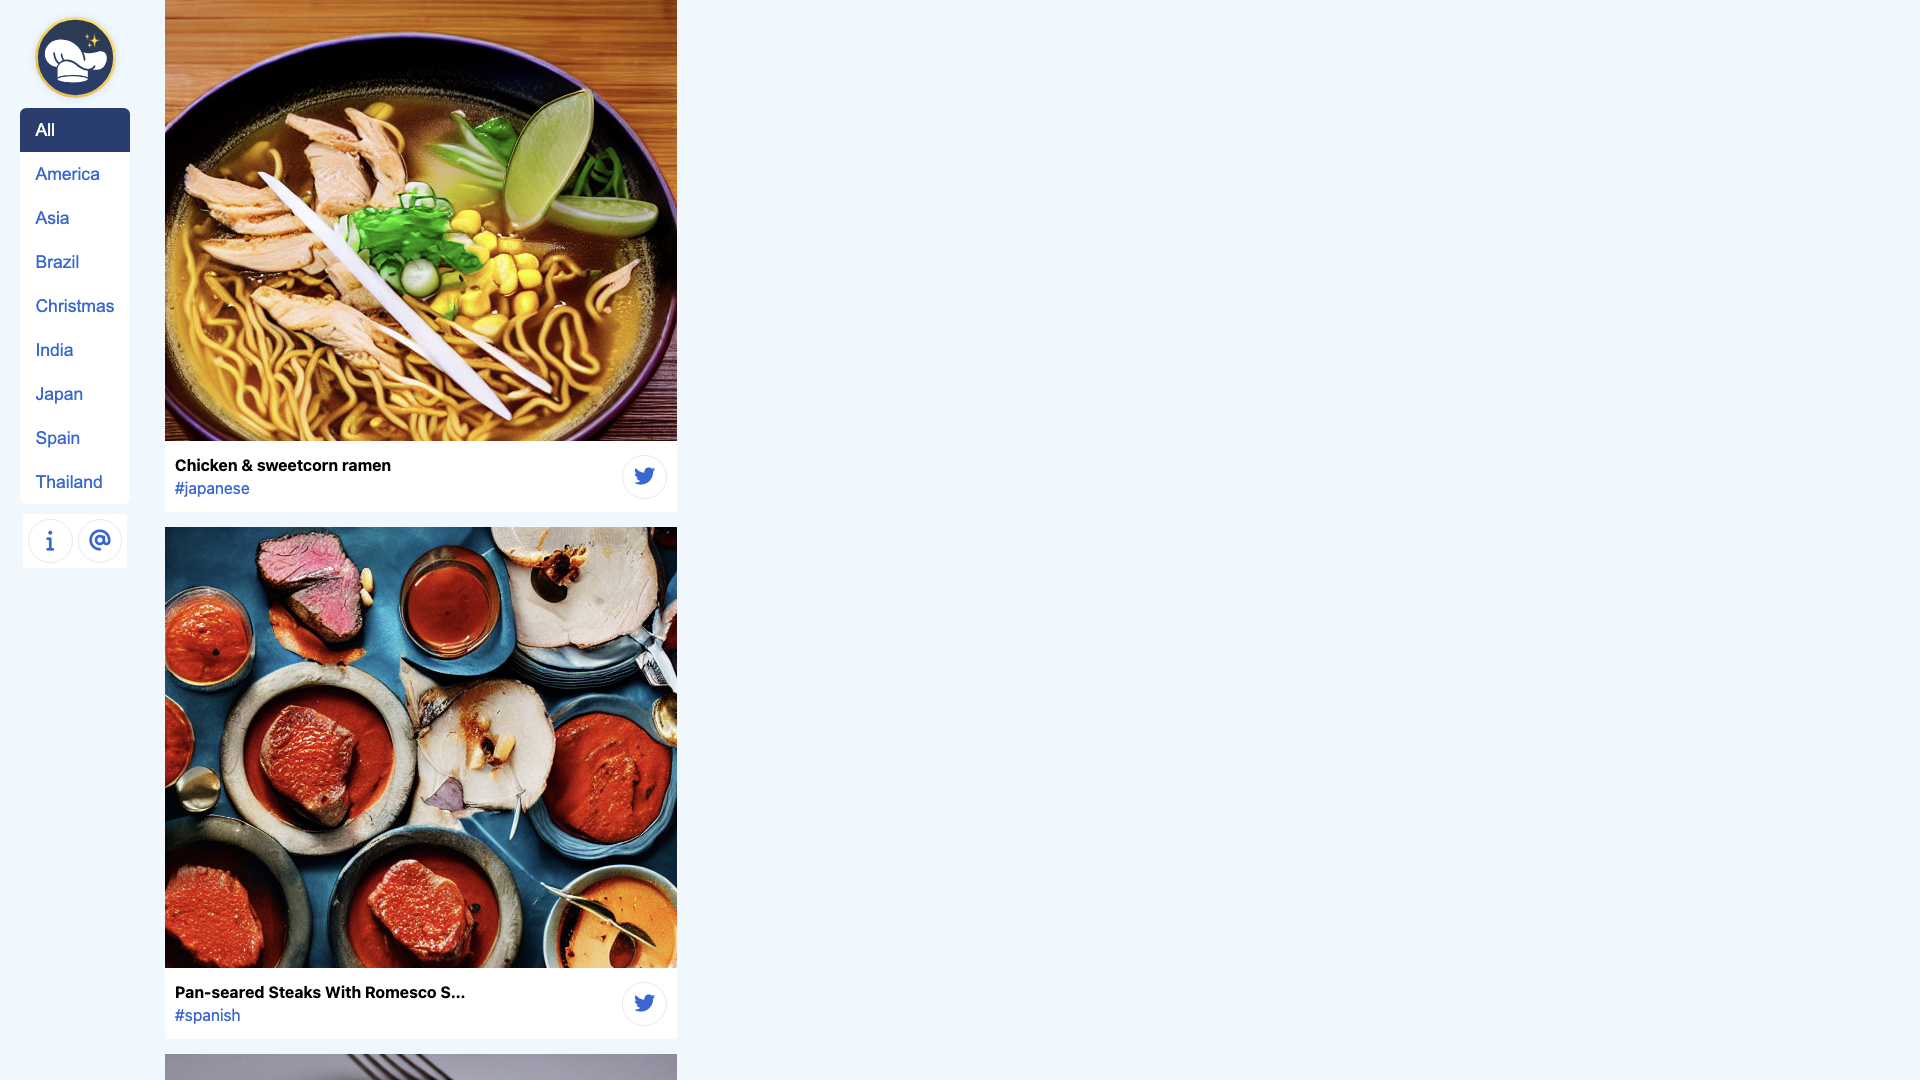 All
America
Asia
Brazil
Christmas
India
Japan
Spain
Thailand
Chicken & sweetcorn ramen
#japanese
Pan-seared Steaks With Romesco S...
#spanish